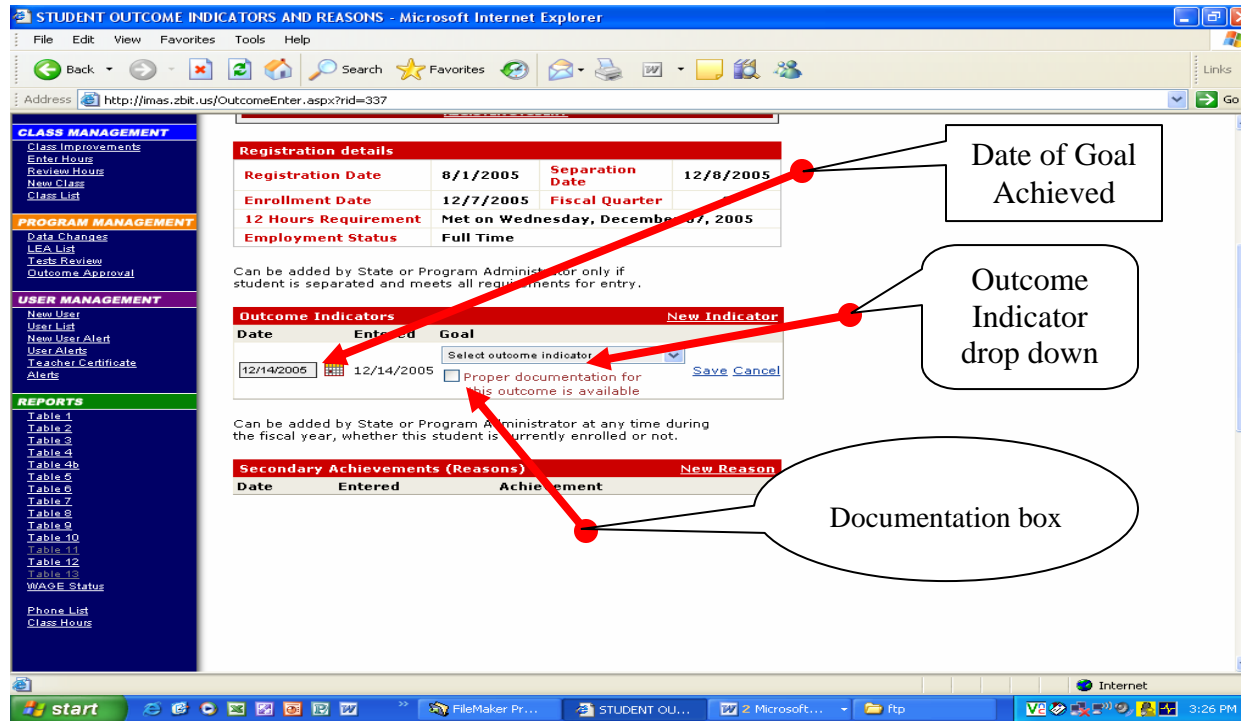 STUDENT OUTCOME INDICATORS AND REASONS - Microsoft Internet Explorer
File Edit View Favorites Tools Help
Back Search Favorites Links
Address http://imas.zbit.us/OutcomeEnter.aspx?rid=337 Go
CLASS MANAGEMENT
Class Improvements
Enter Hours
Review Hours
New Class
Class List
PROGRAM MANAGEMENT
Data Changes
LEA List
Tests Review
Outcome Approval
USER MANAGEMENT
New User
User List
New User Alert
User Alerts
Teacher Certificate
Alerts
REPORTS
Table 1
Table 2
Table 3
Table 4
Table 4b
Table 5
Table 6
Table 7
Table 8
Table 9
Table 10
Table 11
Table 12
Table 13
WAGE Status
Phone List
Class Hours
Registration details
Registration Date 8/1/2005 Separation Date 12/8/2005
Enrollment Date 12/7/2005 Fiscal Quarter
12 Hours Requirement Met on Wednesday, December 07, 2005
Employment Status Full Time
Can be added by State or Program Administrator only if
student is separated and meets all requirements for entry.
Outcome Indicators New Indicator
Date Entered Goal
Select outcome indicator
12/14/2005 12/14/2005 Save Cancel
Proper documentation for
this outcome is available
Can be added by State or Program Administrator at any time during
the fiscal year, whether this student is currently enrolled or not.
Secondary Achievements (Reasons) New Reason
Date Entered Achievement
Date of Goal
Achieved
Outcome
Indicator
drop down
Documentation box
Internet
start FileMaker Pr... STUDENT OU... 2 Microsoft... ftp 3:26 PM